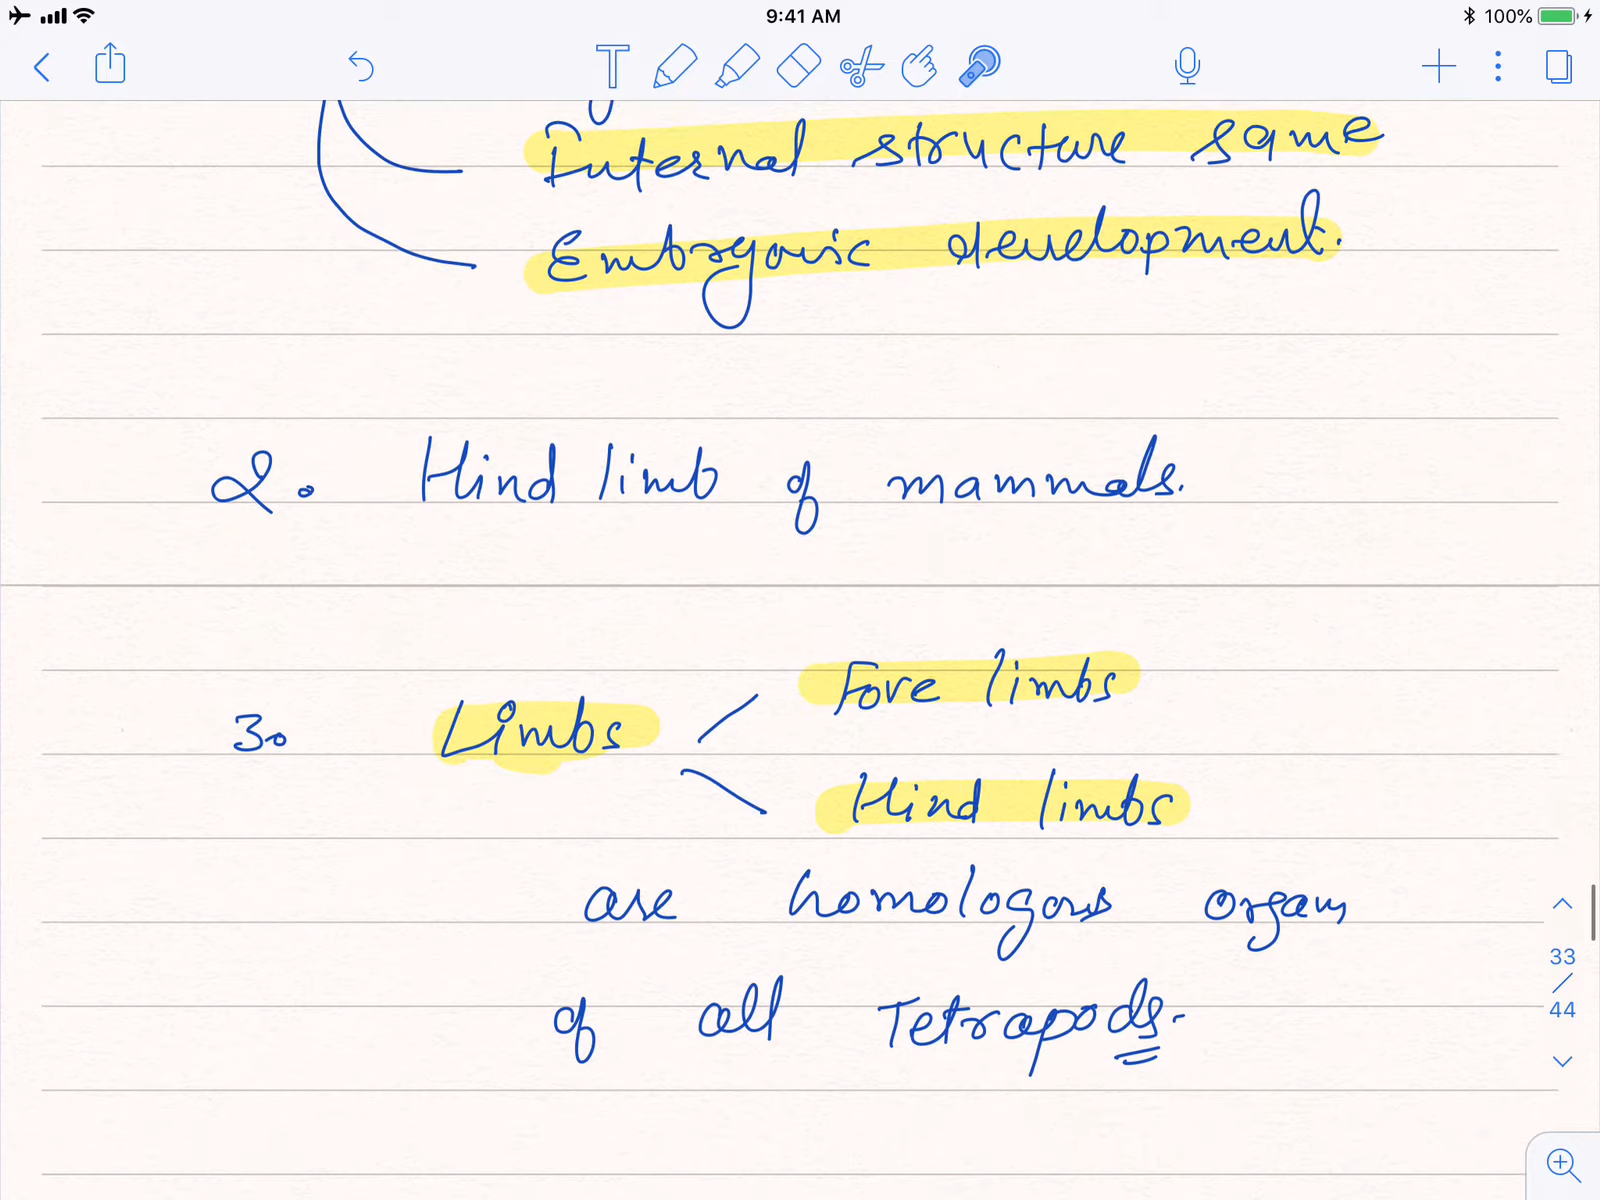 9:41 AM
100%
Internal structure same
Embryonic development.
2. Hind limb of mammals.
3. Limbs
Fore limbs
Hind limbs
are homologous organs
of all Tetrapods.
33
44